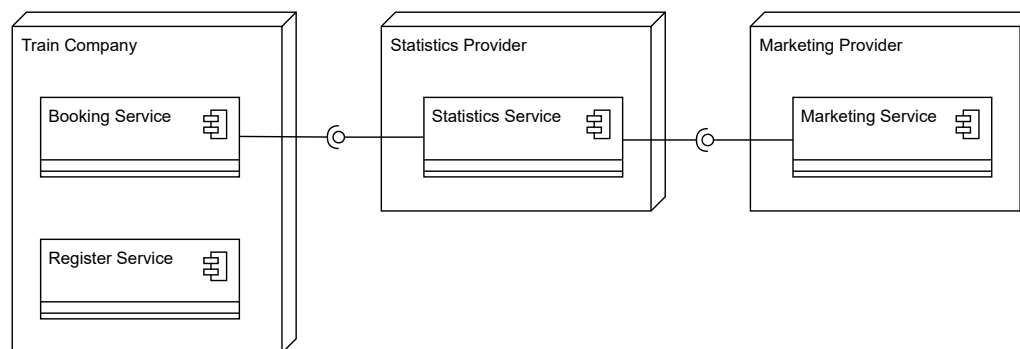 Train Company
Statistics Provider
Marketing Provider
Booking Service
Statistics Service
Marketing Service
Register Service